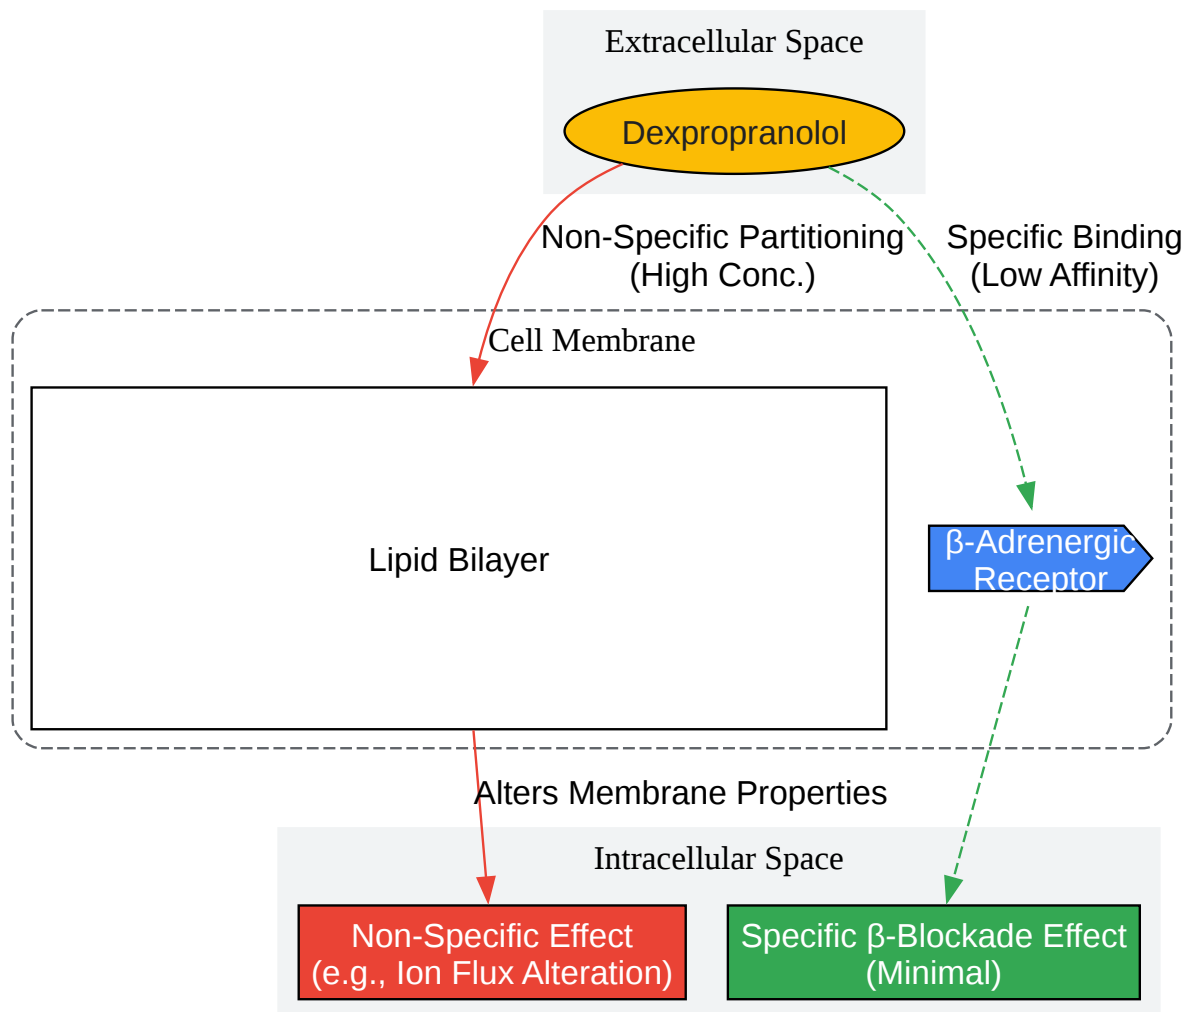 Extracellular Space
Dexpropranolol
Non-Specific Partitioning
(High Conc.)
Specific Binding
(Low Affinity)
Cell Membrane
Lipid Bilayer
β-Adrenergic
Receptor
Alters Membrane Properties
Intracellular Space
Non-Specific Effect
(e.g., Ion Flux Alteration)
Specific β-Blockade Effect
(Minimal)